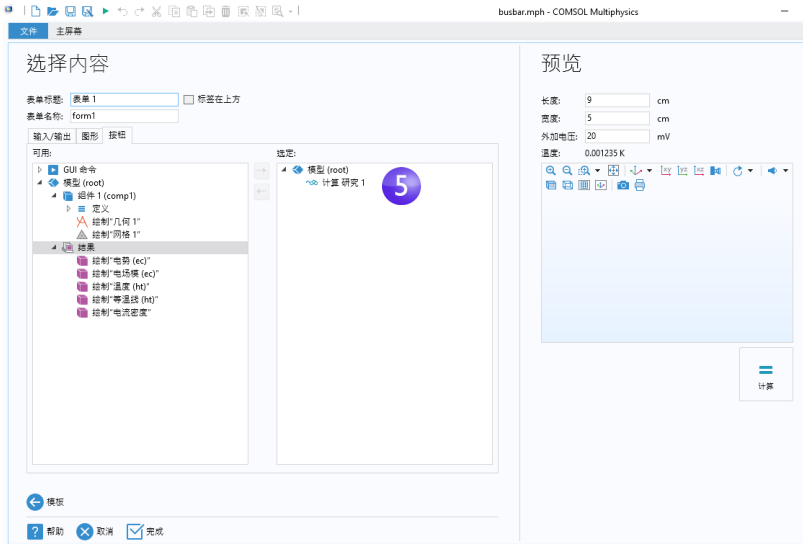 busbar.mph - COMSOL Multiphysics
文件 主屏幕
选择内容
表单标题: 表单 1 标签在上方
表单名称: form1
输入/输出 图形 按钮
可用:
GUI 命令
模型 (root)
组件 1 (comp1)
定义
绘制"几何 1"
绘制"网格 1"
结果
绘制"电势 (ec)"
绘制"电场模 (ec)"
绘制"温度 (ht)"
绘制"等温线 (ht)"
绘制"电流密度"
选定:
模型 (root)
计算 研究 1
5
模板
帮助 取消 完成
预览
长度: 9 cm
宽度: 5 cm
外加电压: 20 mV
温度: 0.001235 K
xy yz xz
计算